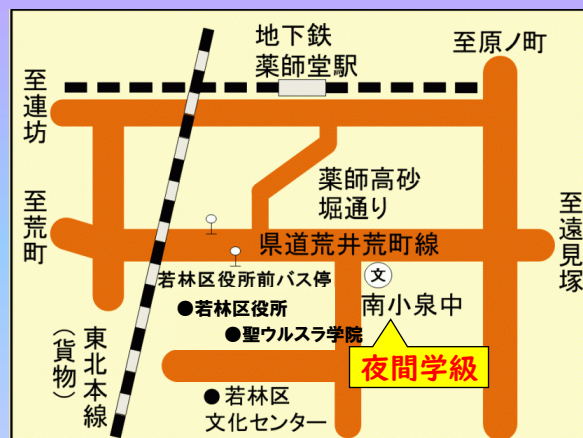 地下鉄
薬師堂駅
至原ノ町
至連坊
薬師高砂
堀通り
至荒町
県道荒井荒町線
至遠見塚
若林区役所前バス停
文
●若林区役所
南小泉中
●聖ウルスラ学院
夜間学級
東北本線
(貨物)
●若林区
文化センター